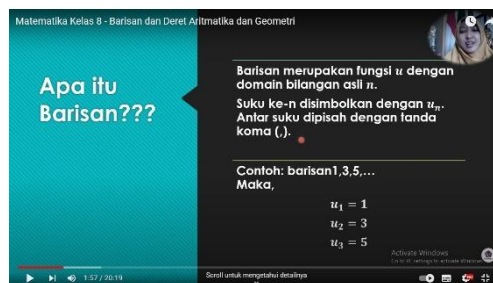 Matematika Kelas 8 - Barisan dan Deret Aritmatika dan Geometri
Apa itu
Barisan???
Barisan merupakan fungsi u dengan
domain bilangan asli n.
Suku ke-n disimbolkan dengan uₙ.
Antar suku dipisah dengan tanda
koma (,).
Contoh: barisan1,3,5,...
Maka,
u₁ = 1
u₂ = 3
u₃ = 5
Activate Windows
1:57 / 20:19
Scroll untuk mengetahui detailnya